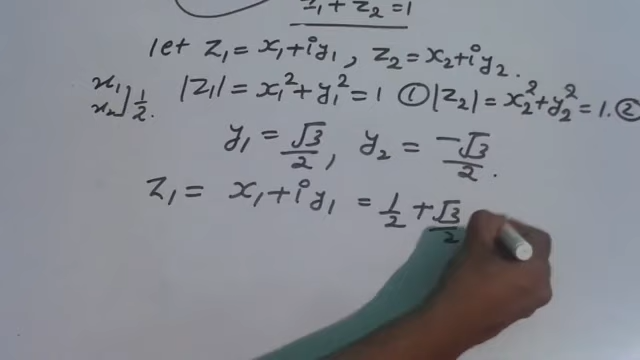 z₁ + z₂ = 1
let z₁ = x₁ + iy₁, z₂ = x₂ + iy₂.
x₁ x₂ ] 1/2. |z₁| = x₁² + y₁² = 1 ① |z₂| = x₂² + y₂² = 1. ②
y₁ = √3/2, y₂ = -√3/2.
z₁ = x₁ + iy₁ = 1/2 + √3/2